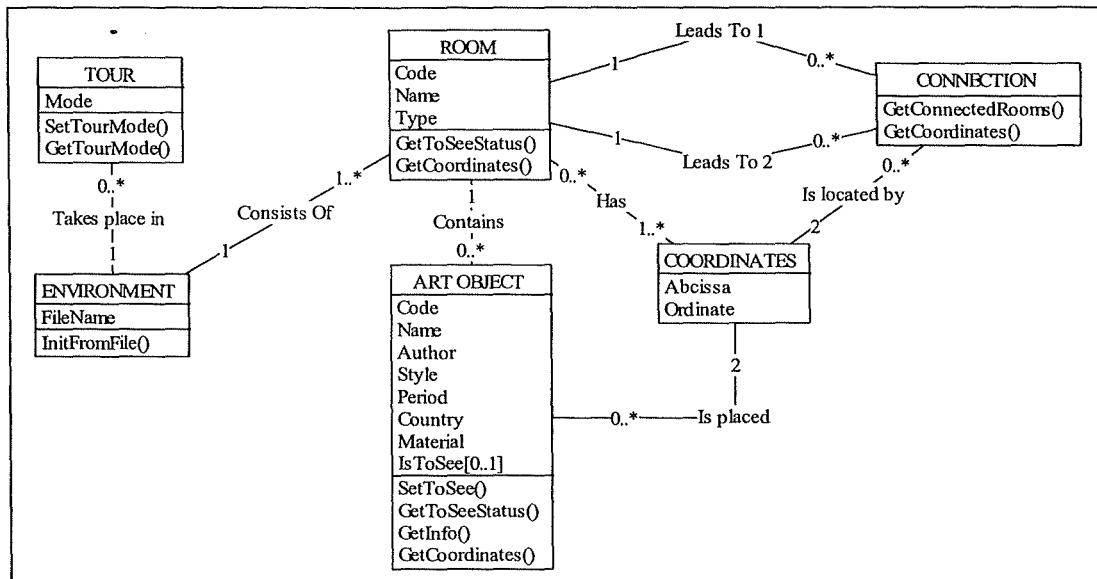 TOUR
Mode
SetTourMode()
GetTourMode()
0..*
Takes place in
1
ENVIRONMENT
FileName
InitFromFile()
1
Consists Of
1..*
ROOM
Code
Name
Type
GetToSeeStatus()
GetCoordinates()
1
Leads To 1
0..*
1
Leads To 2
0..*
CONNECTION
GetConnectedRooms()
GetCoordinates()
0..*
Is located by
2
0..*
Has
1..*
COORDINATES
Abcissa
Ordinate
1
Contains
0..*
ART OBJECT
Code
Name
Author
Style
Period
Country
Material
IsToSee[0..1]
SetToSee()
GetToSeeStatus()
GetInfo()
GetCoordinates()
2
0..*
Is placed